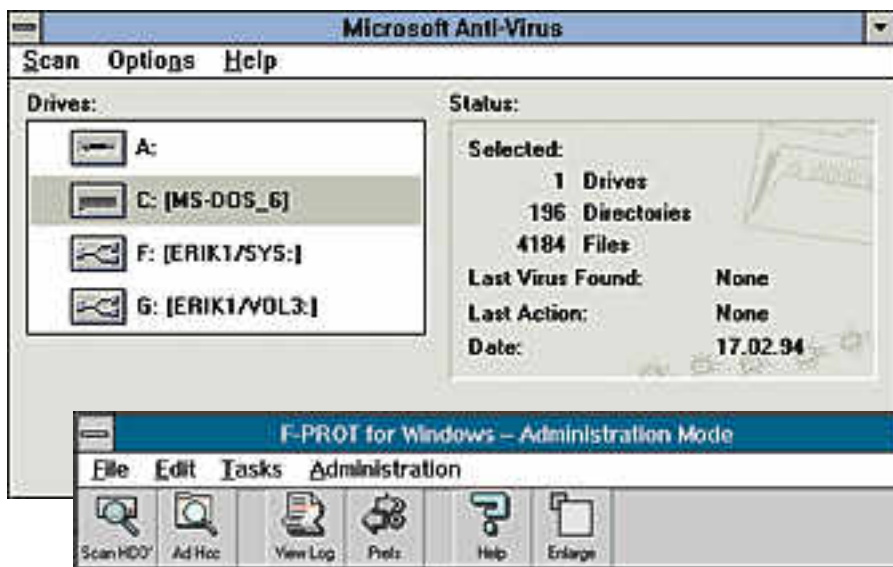 Microsoft Anti-Virus
Scan Options Help
Drives:
A:
C: [MS-DOS_6]
F: [ERIK1/SYS:]
G: [ERIK1/VOL3:]
Status:
Selected:
1 Drives
196 Directories
4184 Files
Last Virus Found: None
Last Action: None
Date: 17.02.94
F-PROT for Windows – Administration Mode
File Edit Tasks Administration
Scan HDD' Ad Hoc View Log Prefs Help Enlarge